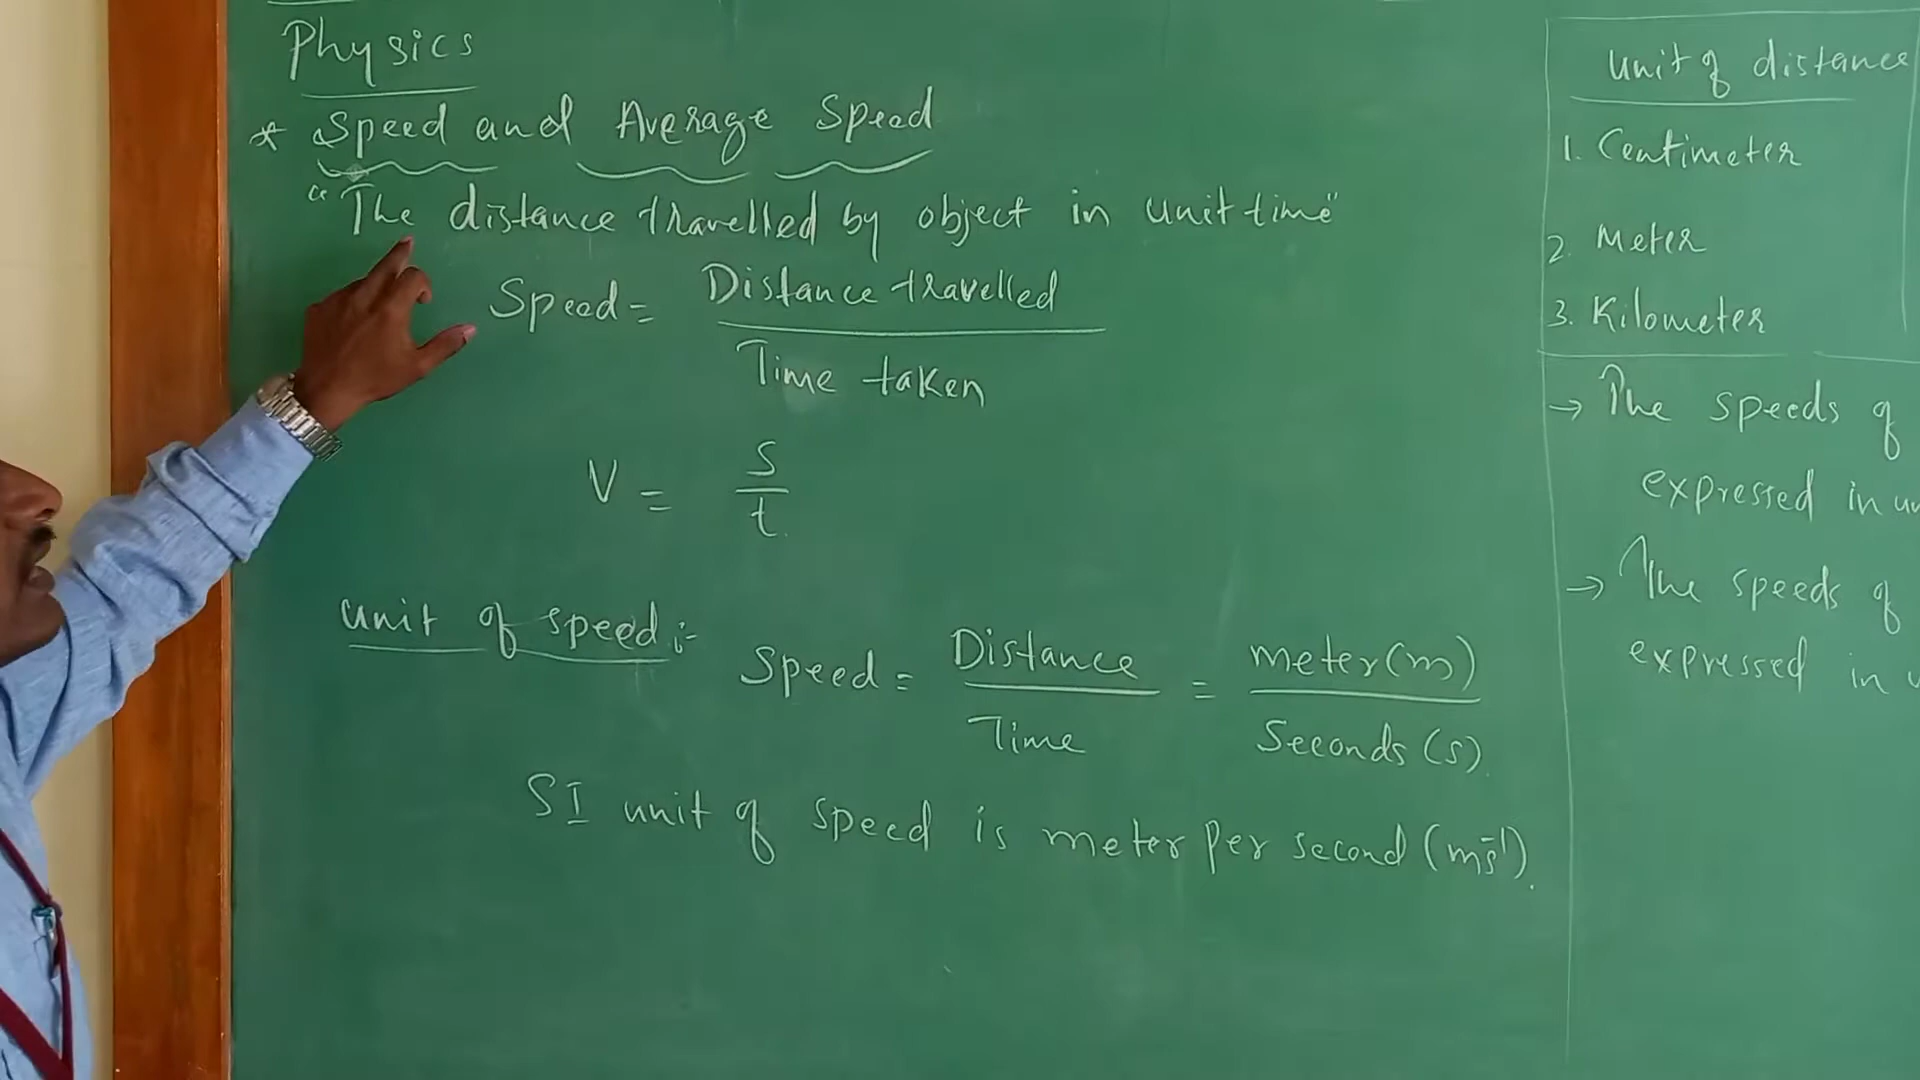 Physics
* Speed and Average Speed
"The distance travelled by object in unit time"
Speed = Distance travelled
Time taken
V = s
t
unit of speed :-
Speed = Distance = meter(m)
Time Seconds (s)
SI unit of speed is meter per second (ms⁻¹).
unit of distance
1. Centimeter
2. Meter
3. Kilometer
→ The speeds of
expressed in
→ The speeds of
expressed in